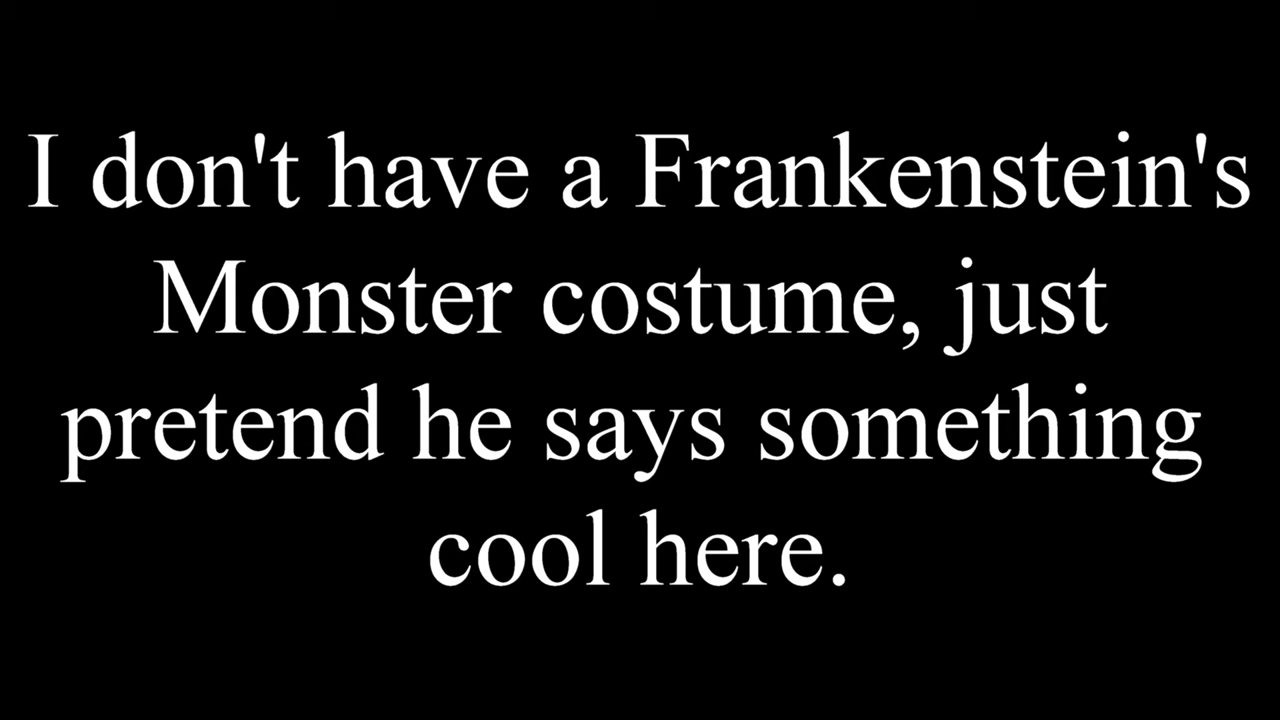 I don't have a Frankenstein's
Monster costume, just
pretend he says something
cool here.